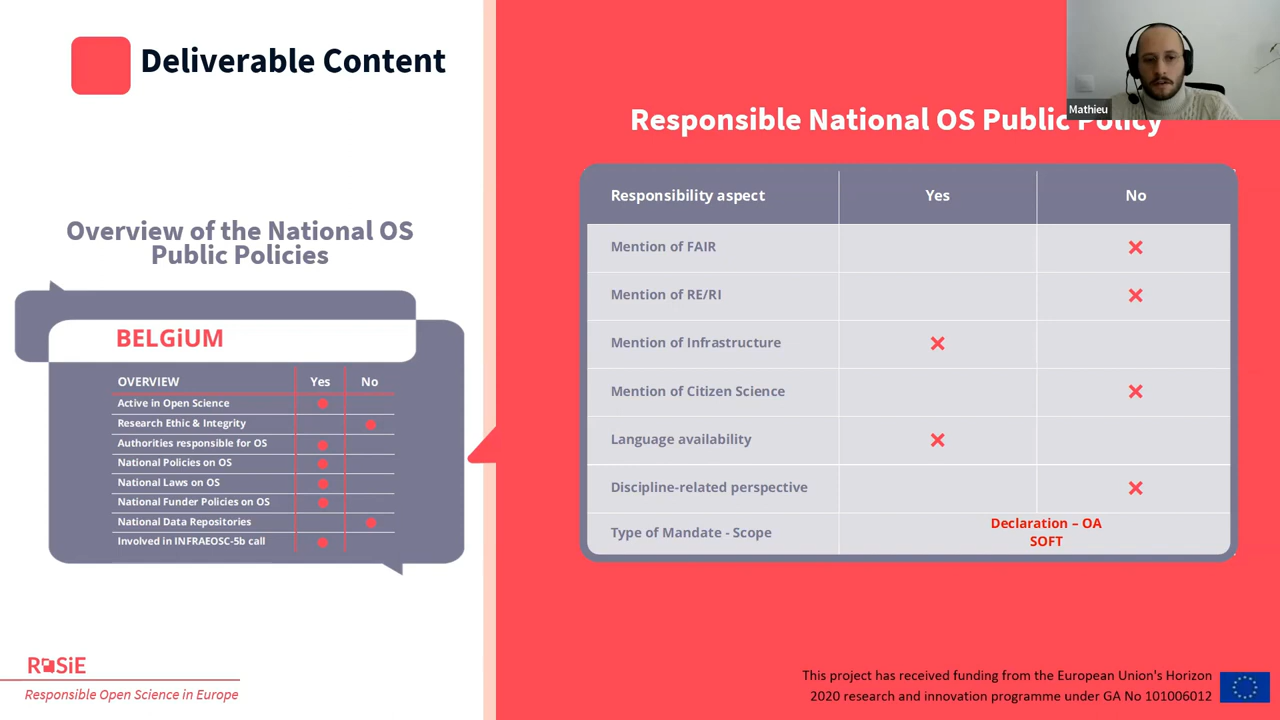 Deliverable Content
Mathieu
Responsible National OS Public Policy
Overview of the National OS
Public Policies
BELGiUM
OVERVIEW Yes No
Active in Open Science
Research Ethic & Integrity
Authorities responsible for OS
National Policies on OS
National Laws on OS
National Funder Policies on OS
National Data Repositories
Involved in INFRAEOSC-5b call
Responsibility aspect Yes No
Mention of FAIR
Mention of RE/RI
Mention of Infrastructure
Mention of Citizen Science
Language availability
Discipline-related perspective
Type of Mandate - Scope
Declaration – OA
SOFT
ROSiE
Responsible Open Science in Europe
This project has received funding from the European Union's Horizon
2020 research and innovation programme under GA No 101006012